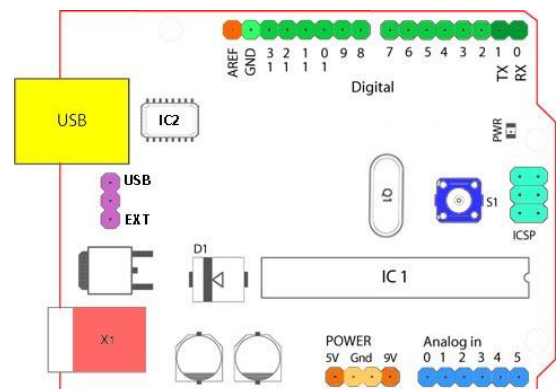 AREF GND 13 12 11 10 9 8 7 6 5 4 3 2 TX 1 RX 0
Digital
USB
IC2
PWR
USB
EXT
Q1
S1
ICSP
D1
IC 1
X1
POWER
5V Gnd 9V
Analog in
0 1 2 3 4 5